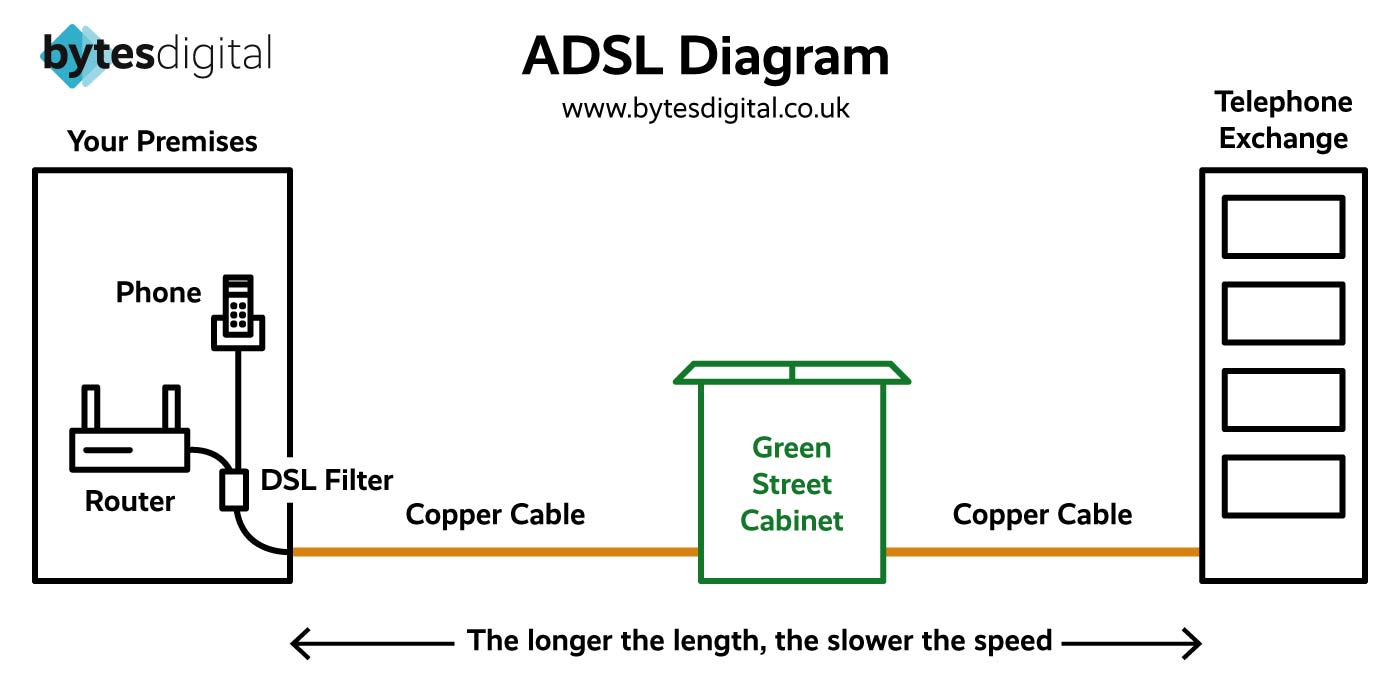 bytesdigital
ADSL Diagram
www.bytesdigital.co.uk
Your Premises
Telephone
Exchange
Phone
Router
DSL Filter
Copper Cable
Green
Street
Cabinet
Copper Cable
The longer the length, the slower the speed